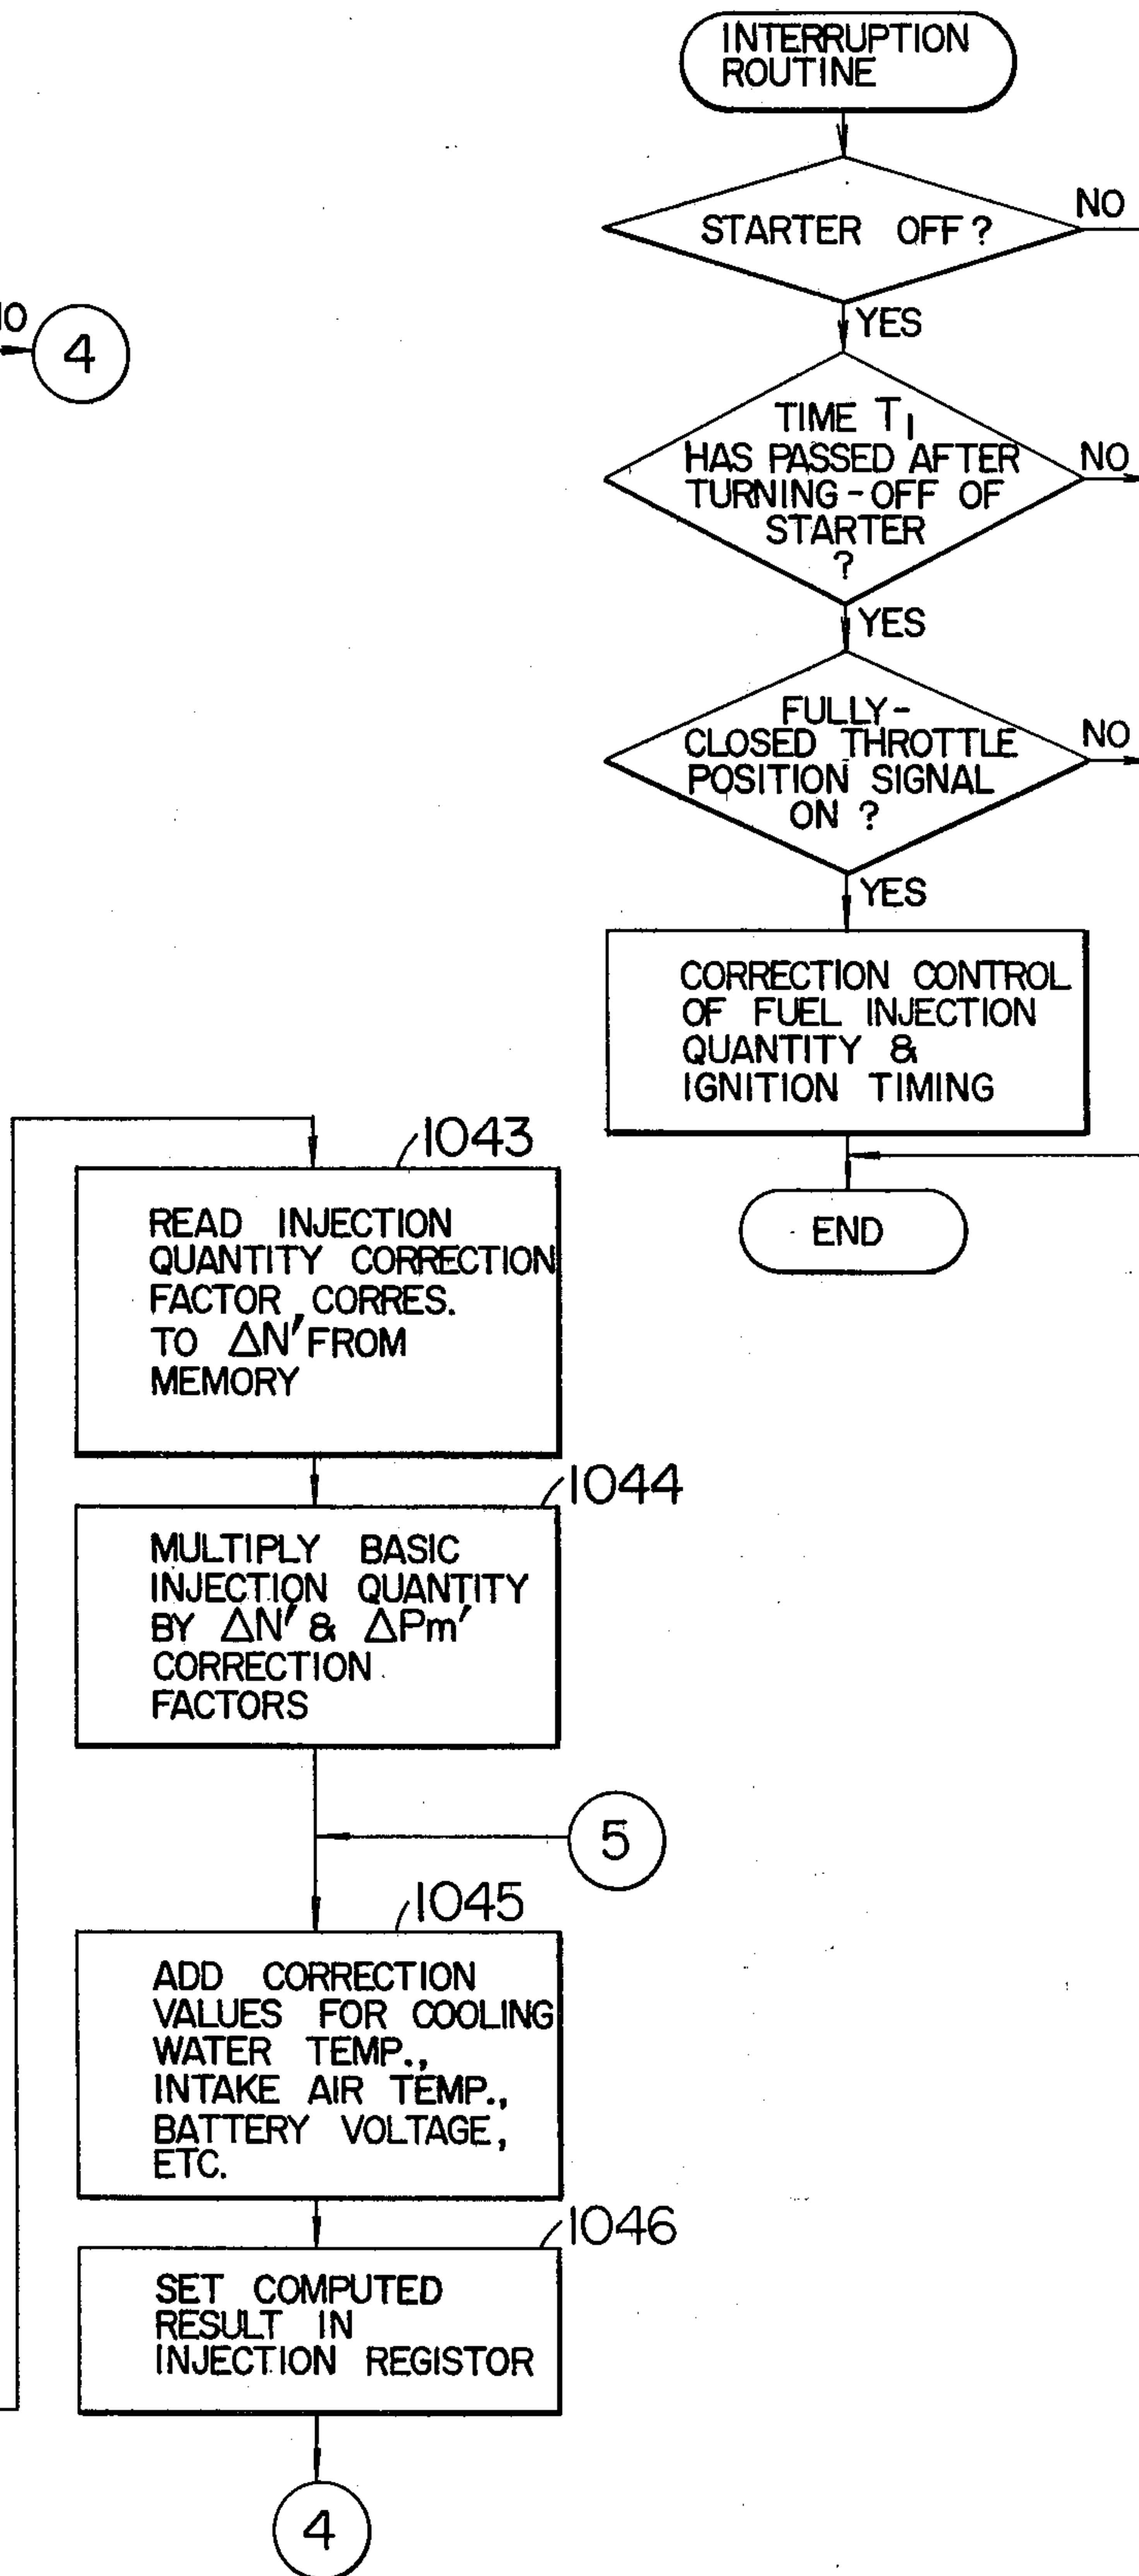 INTERRUPTION
ROUTINE
STARTER OFF?
NO
YES
TIME T1
HAS PASSED AFTER
TURNING-OFF OF
STARTER
?
NO
YES
FULLY-
CLOSED THROTTLE
POSITION SIGNAL
ON ?
NO
YES
CORRECTION CONTROL
OF FUEL INJECTION
QUANTITY &
IGNITION TIMING
END
4
1043
READ INJECTION
QUANTITY CORRECTION
FACTOR CORRES.
TO ΔN' FROM
MEMORY
1044
MULTIPLY BASIC
INJECTION QUANTITY
BY ΔN' & ΔPm'
CORRECTION
FACTORS
5
1045
ADD CORRECTION
VALUES FOR COOLING
WATER TEMP.,
INTAKE AIR TEMP.,
BATTERY VOLTAGE,
ETC.
1046
SET COMPUTED
RESULT IN
INJECTION REGISTOR
4